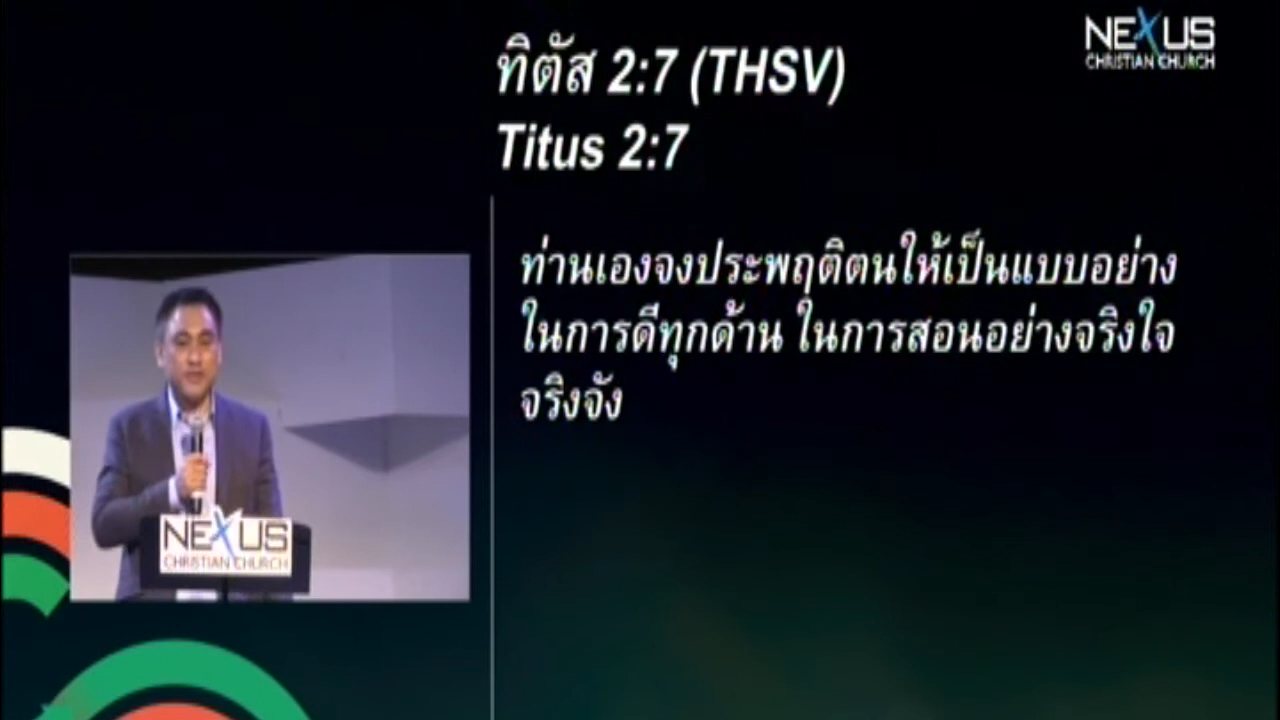 NEXUS
CHRISTIAN CHURCH
ทิตัส 2:7 (THSV)
Titus 2:7
ท่านเองจงประพฤติตนให้เป็นแบบอย่าง
ในการดีทุกด้าน ในการสอนอย่างจริงใจ
จริงจัง
NEXUS
CHRISTIAN CHURCH